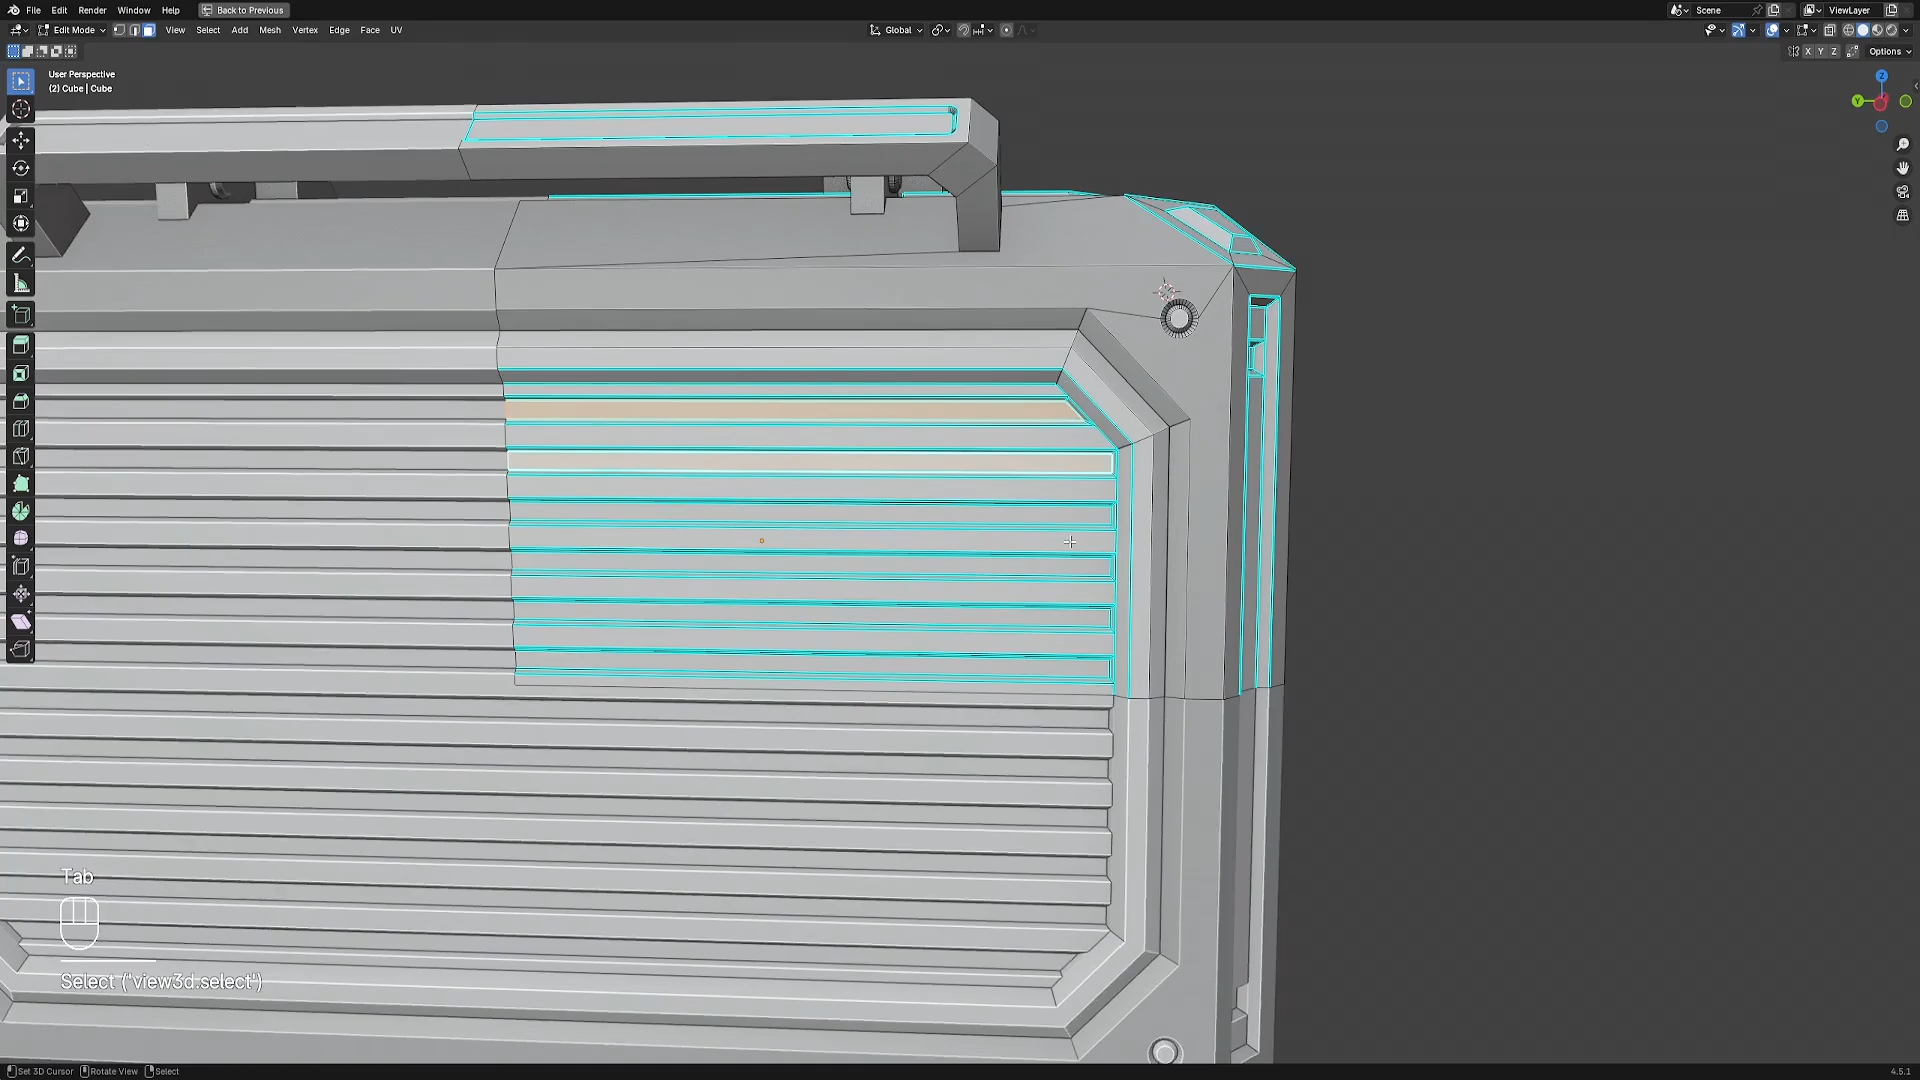 File Edit Render Window Help Back to Previous Scene ViewLayer
Edit Mode View Select Add Mesh Vertex Edge Face UV Global
X Y Z Options
User Perspective
(2) Cube | Cube
Z
Y
Tab
Select ('view3d.select')
Set 3D Cursor Rotate View Select 4.5.1